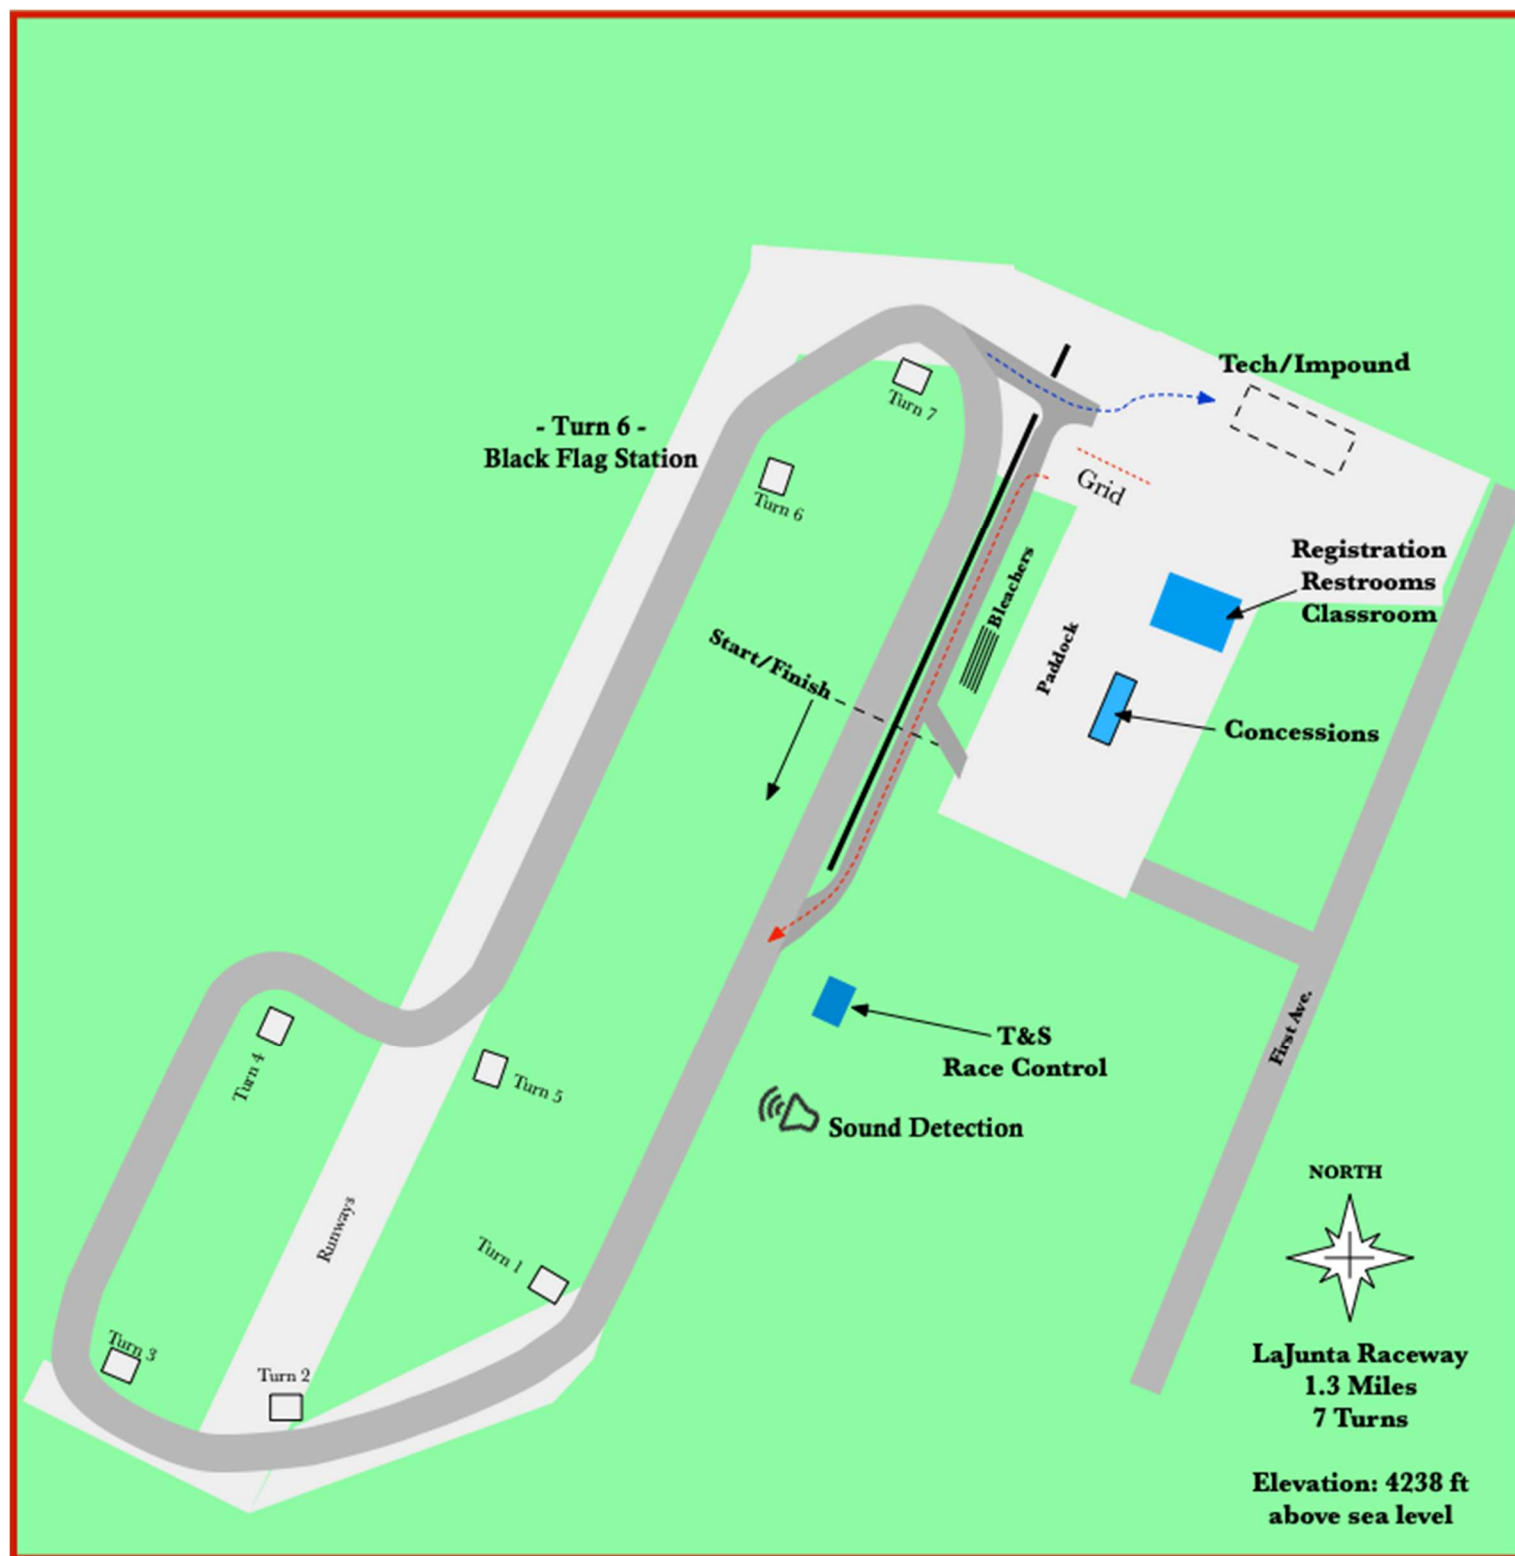 Tech/Impound
Turn 7
- Turn 6 -
Black Flag Station
Grid
Turn 6
Registration
Restrooms
Classroom
Bleachers
Start/Finish
Paddock
Concessions
First Ave.
T&S
Race Control
Turn 4
Turn 5
Sound Detection
NORTH
Runways
Turn 1
Turn 3
Turn 2
LaJunta Raceway
1.3 Miles
7 Turns
Elevation: 4238 ft
above sea level